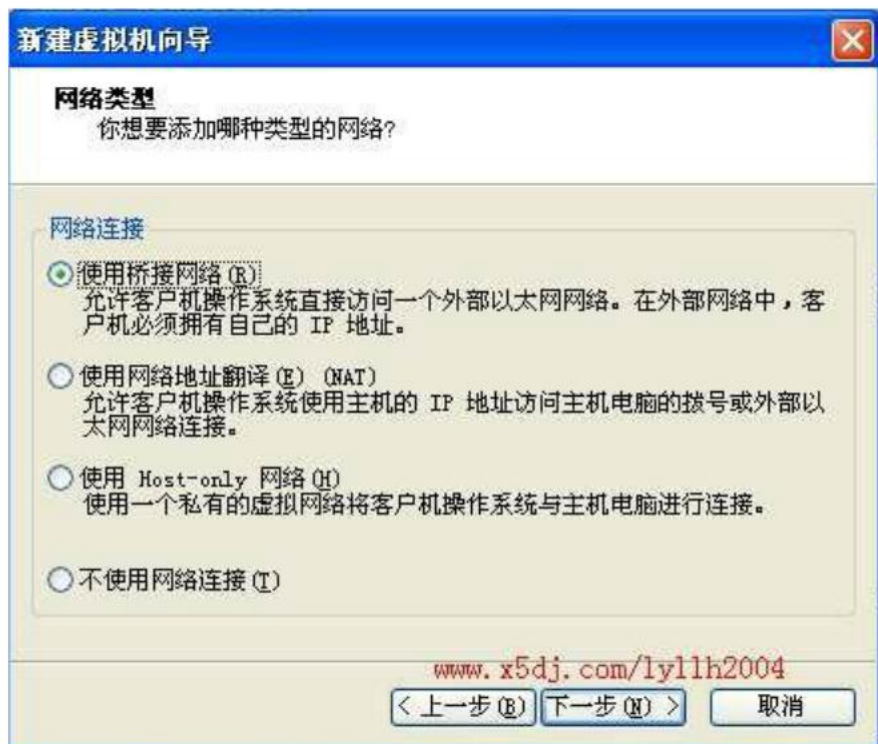 新建虚拟机向导
网络类型
你想要添加哪种类型的网络?
网络连接
使用桥接网络(R)
允许客户机操作系统直接访问一个外部以太网网络。在外部网络中，客
户机必须拥有自己的 IP 地址。
使用网络地址翻译(E) (NAT)
允许客户机操作系统使用主机的 IP 地址访问主机电脑的拨号或外部以
太网网络连接。
使用 Host-only 网络(H)
使用一个私有的虚拟网络将客户机操作系统与主机电脑进行连接。
不使用网络连接(T)
www.x5dj.com/lyllh2004
< 上一步(B) 下一步(N) > 取消